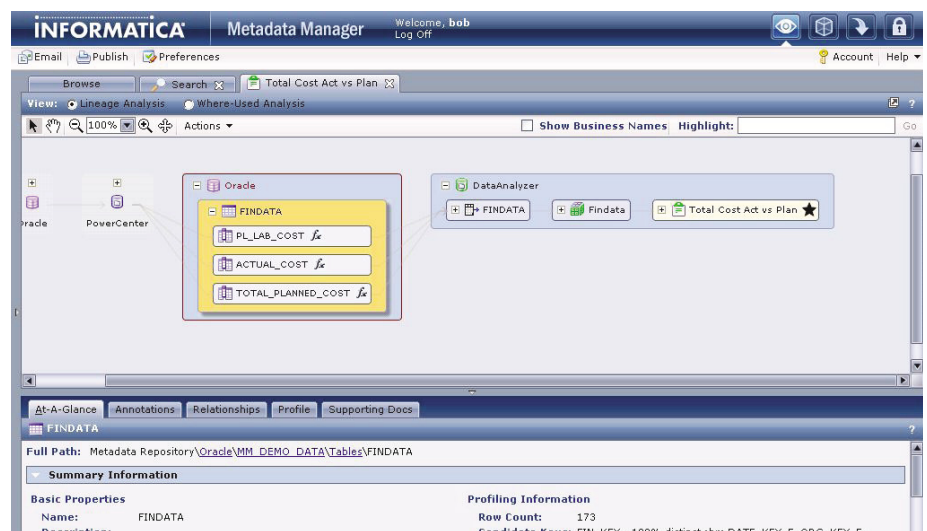 INFORMATICA Metadata Manager Welcome, bob
Log Off
Email Publish Preferences Account Help
Browse Search Total Cost Act vs Plan
View: Lineage Analysis Where-Used Analysis ?
100% Actions Show Business Names Highlight: Go
Oracle DataAnalyzer
FINDATA FINDATA Findata Total Cost Act vs Plan
racle PowerCenter
PL_LAB_COST fx
ACTUAL_COST fx
TOTAL_PLANNED_COST fx
At-A-Glance Annotations Relationships Profile Supporting Docs
FINDATA ?
Full Path: Metadata Repository\Oracle\MM_DEMO_DATA\Tables\FINDATA
Summary Information
Basic Properties Profiling Information
Name: FINDATA Row Count: 173